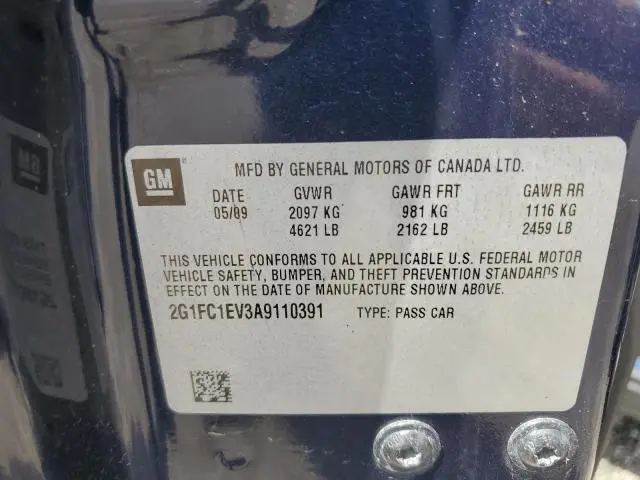 GM
MFD BY GENERAL MOTORS OF CANADA LTD.
DATE GVWR GAWR FRT GAWR RR
05/09 2097 KG 981 KG 1116 KG
4621 LB 2162 LB 2459 LB
THIS VEHICLE CONFORMS TO ALL APPLICABLE U.S. FEDERAL MOTOR
VEHICLE SAFETY, BUMPER, AND THEFT PREVENTION STANDARDS IN
EFFECT ON THE DATE OF MANUFACTURE SHOWN ABOVE.
2G1FC1EV3A9110391 TYPE: PASS CAR